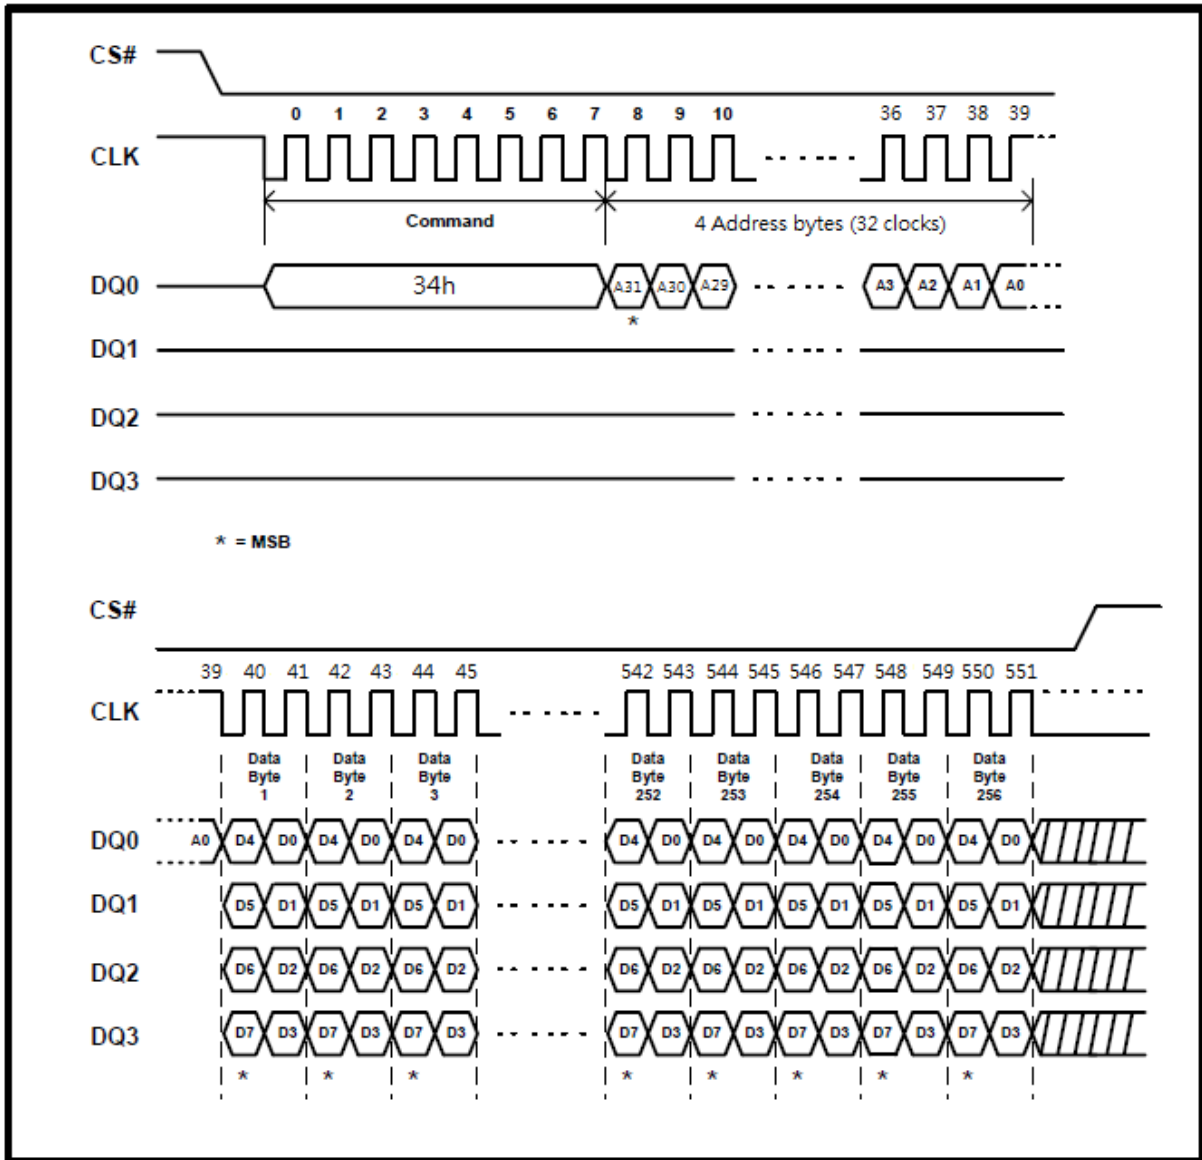 CS#
0 1 2 3 4 5 6 7 8 9 10 36 37 38 39
CLK
Command 4 Address bytes (32 clocks)
DQ0 34h A31 A30 A29 A3 A2 A1 A0
*
DQ1
DQ2
DQ3
* = MSB
CS#
39 40 41 42 43 44 45 542 543 544 545 546 547 548 549 550 551
CLK
Data Data Data Data Data Data Data Data
Byte Byte Byte Byte Byte Byte Byte Byte
1 2 3 252 253 254 255 256
DQ0 A0 D4 D0 D4 D0 D4 D0 D4 D0 D4 D0 D4 D0 D4 D0 D4 D0
DQ1 D5 D1 D5 D1 D5 D1 D5 D1 D5 D1 D5 D1 D5 D1 D5 D1
DQ2 D6 D2 D6 D2 D6 D2 D6 D2 D6 D2 D6 D2 D6 D2 D6 D2
DQ3 D7 D3 D7 D3 D7 D3 D7 D3 D7 D3 D7 D3 D7 D3 D7 D3
* * * * * * * *